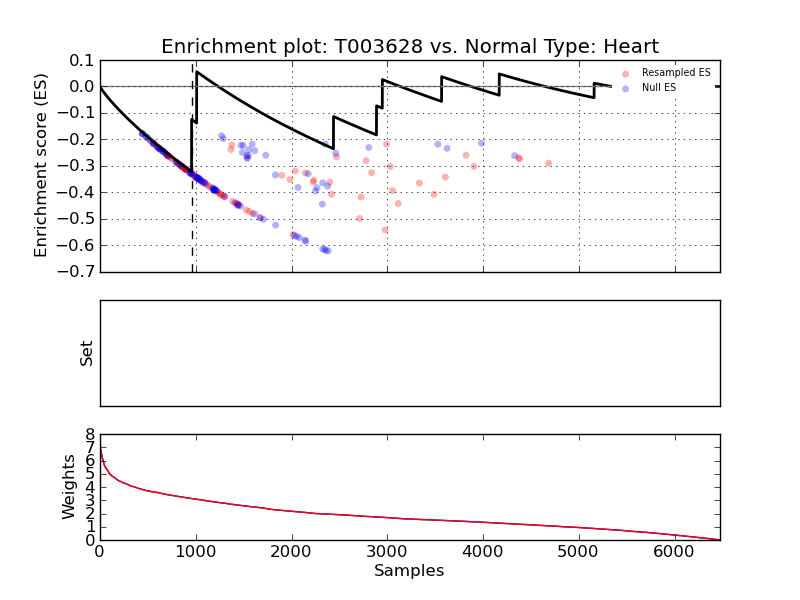 Enrichment plot: T003628 vs. Normal Type: Heart
Enrichment score (ES)
0.1
0.0
−0.1
−0.2
−0.3
−0.4
−0.5
−0.6
−0.7
Resampled ES
Null ES
Set
Weights
8
7
6
5
4
3
2
1
0
0 1000 2000 3000 4000 5000 6000
Samples